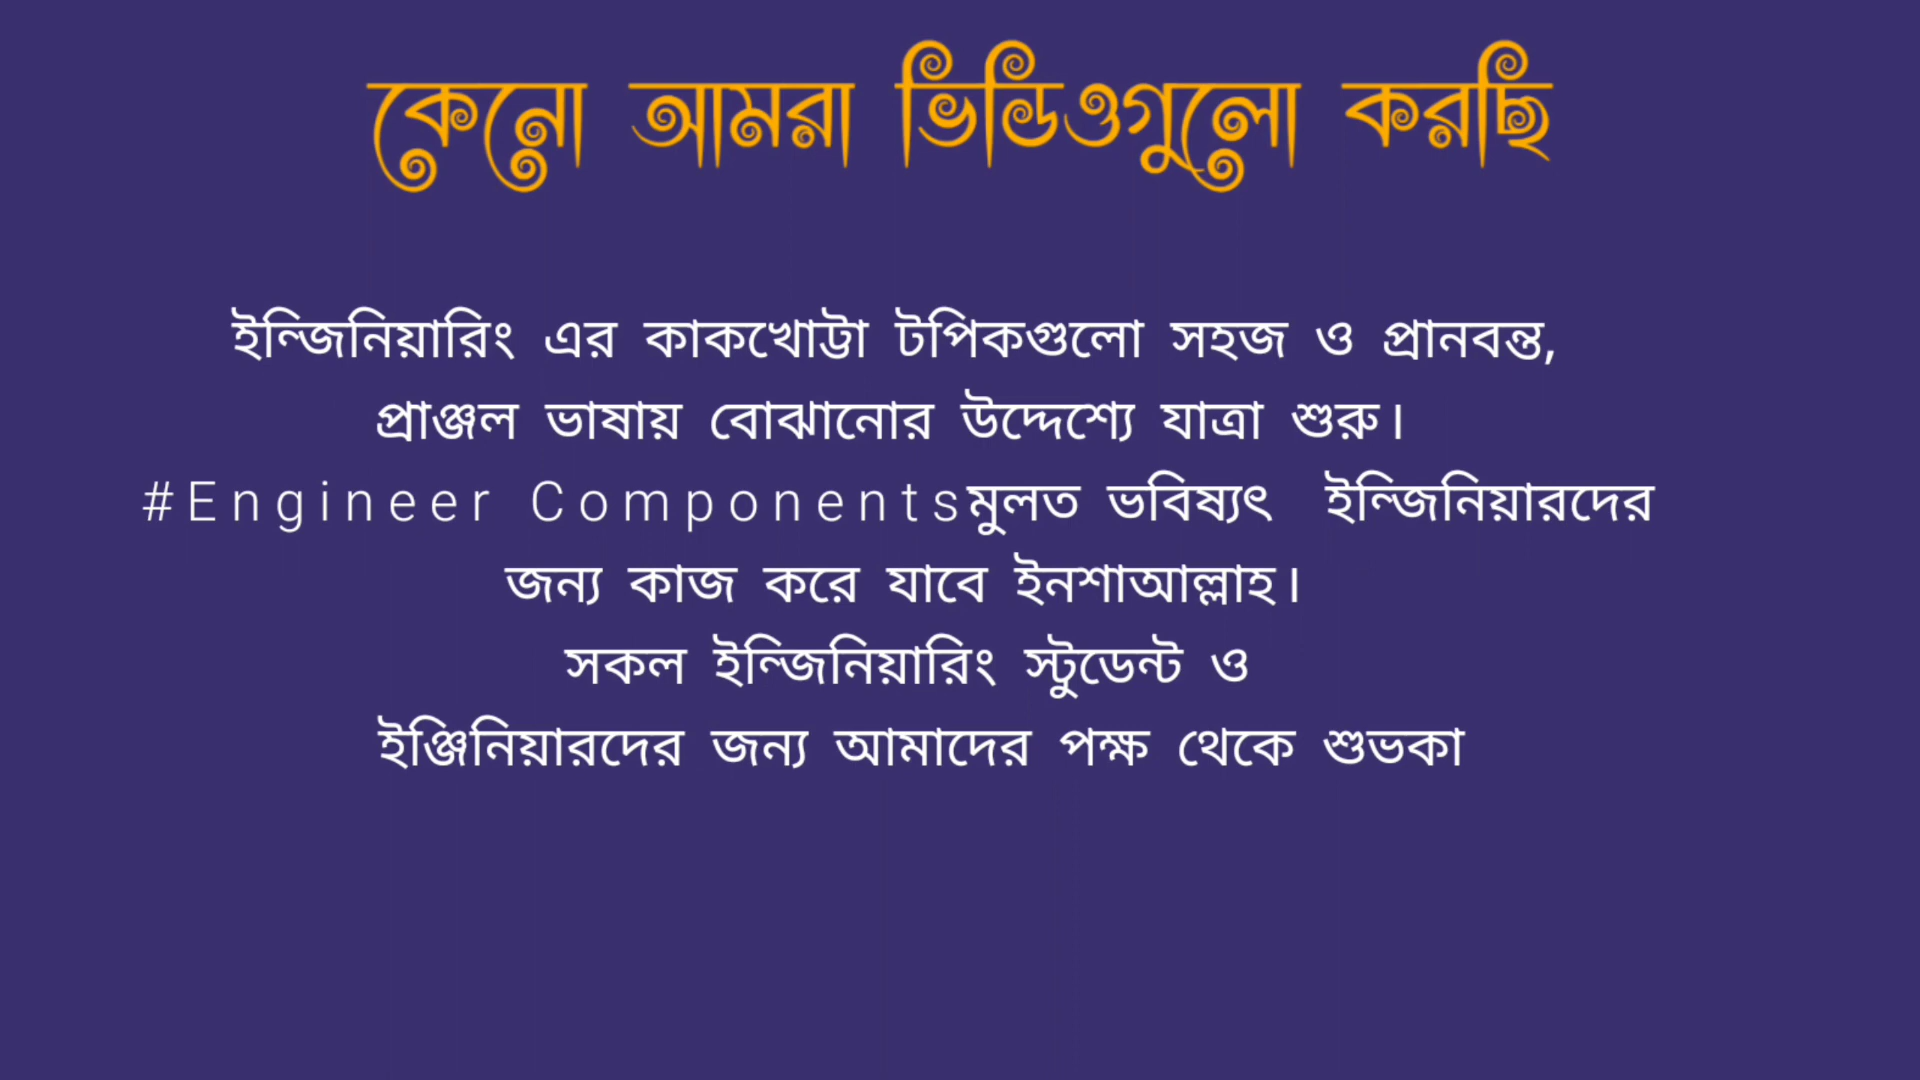 কেনো আমরা ভিডিওগুলো করছি
ইন্জিনিয়ারিং এর কাকখোট্টা টপিকগুলো সহজ ও প্রানবন্ত,
প্রাঞ্জল ভাষায় বোঝানোর উদ্দেশ্যে যাত্রা শুরু।
#Engineer Componentsমুলত ভবিষ্যৎ ইন্জিনিয়ারদের
জন্য কাজ করে যাবে ইনশাআল্লাহ।
সকল ইন্জিনিয়ারিং স্টুডেন্ট ও
ইঞ্জিনিয়ারদের জন্য আমাদের পক্ষ থেকে শুভকা